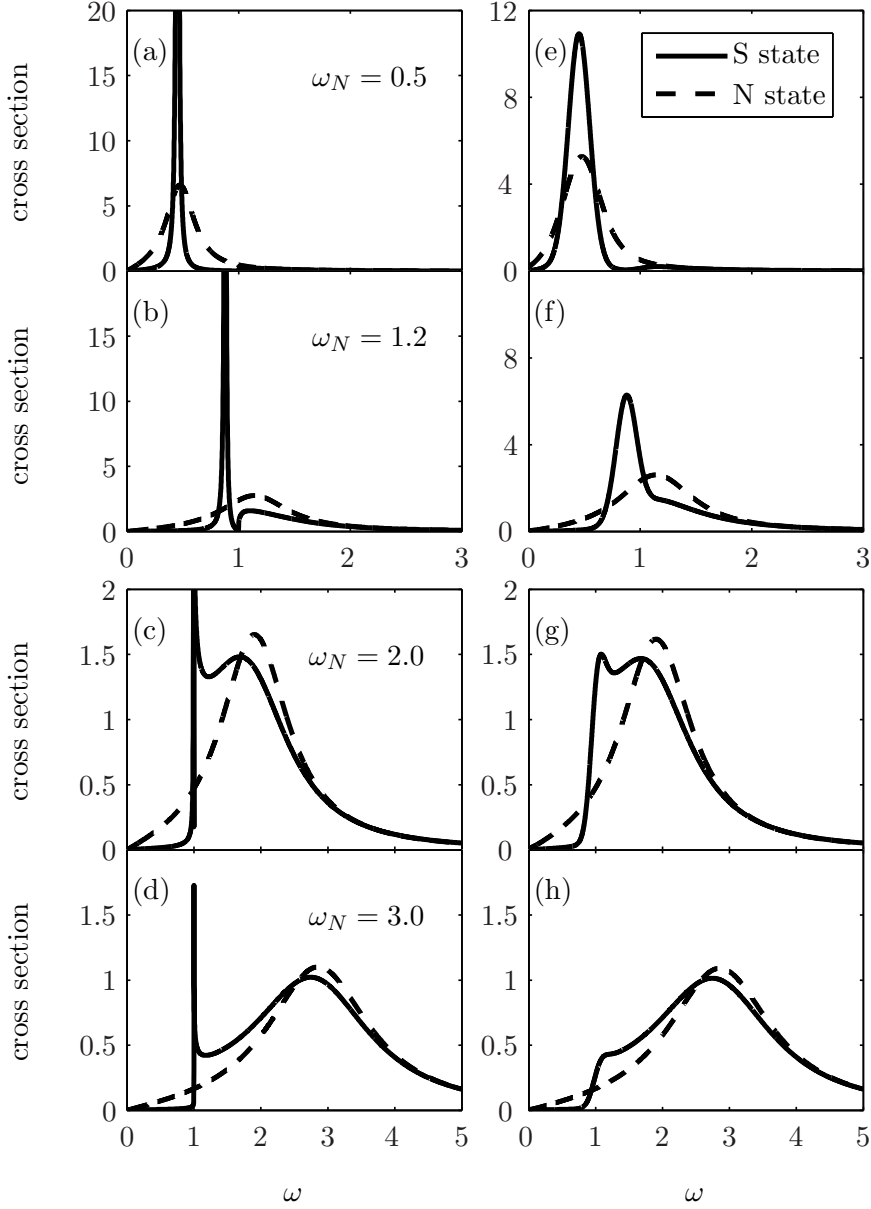 20
15
10
5
0
cross section
(a)
ω_N = 0.5
12
8
4
0
(e)
S state
N state
15
10
5
0
cross section
(b)
ω_N = 1.2
0 1 2 3
8
4
0
(f)
0 1 2 3
2
1.5
1
0.5
0
cross section
(c)
ω_N = 2.0
2
1.5
1
0.5
0
(g)
1.5
1
0.5
0
cross section
(d)
ω_N = 3.0
0 1 2 3 4 5
ω
1.5
1
0.5
0
(h)
0 1 2 3 4 5
ω